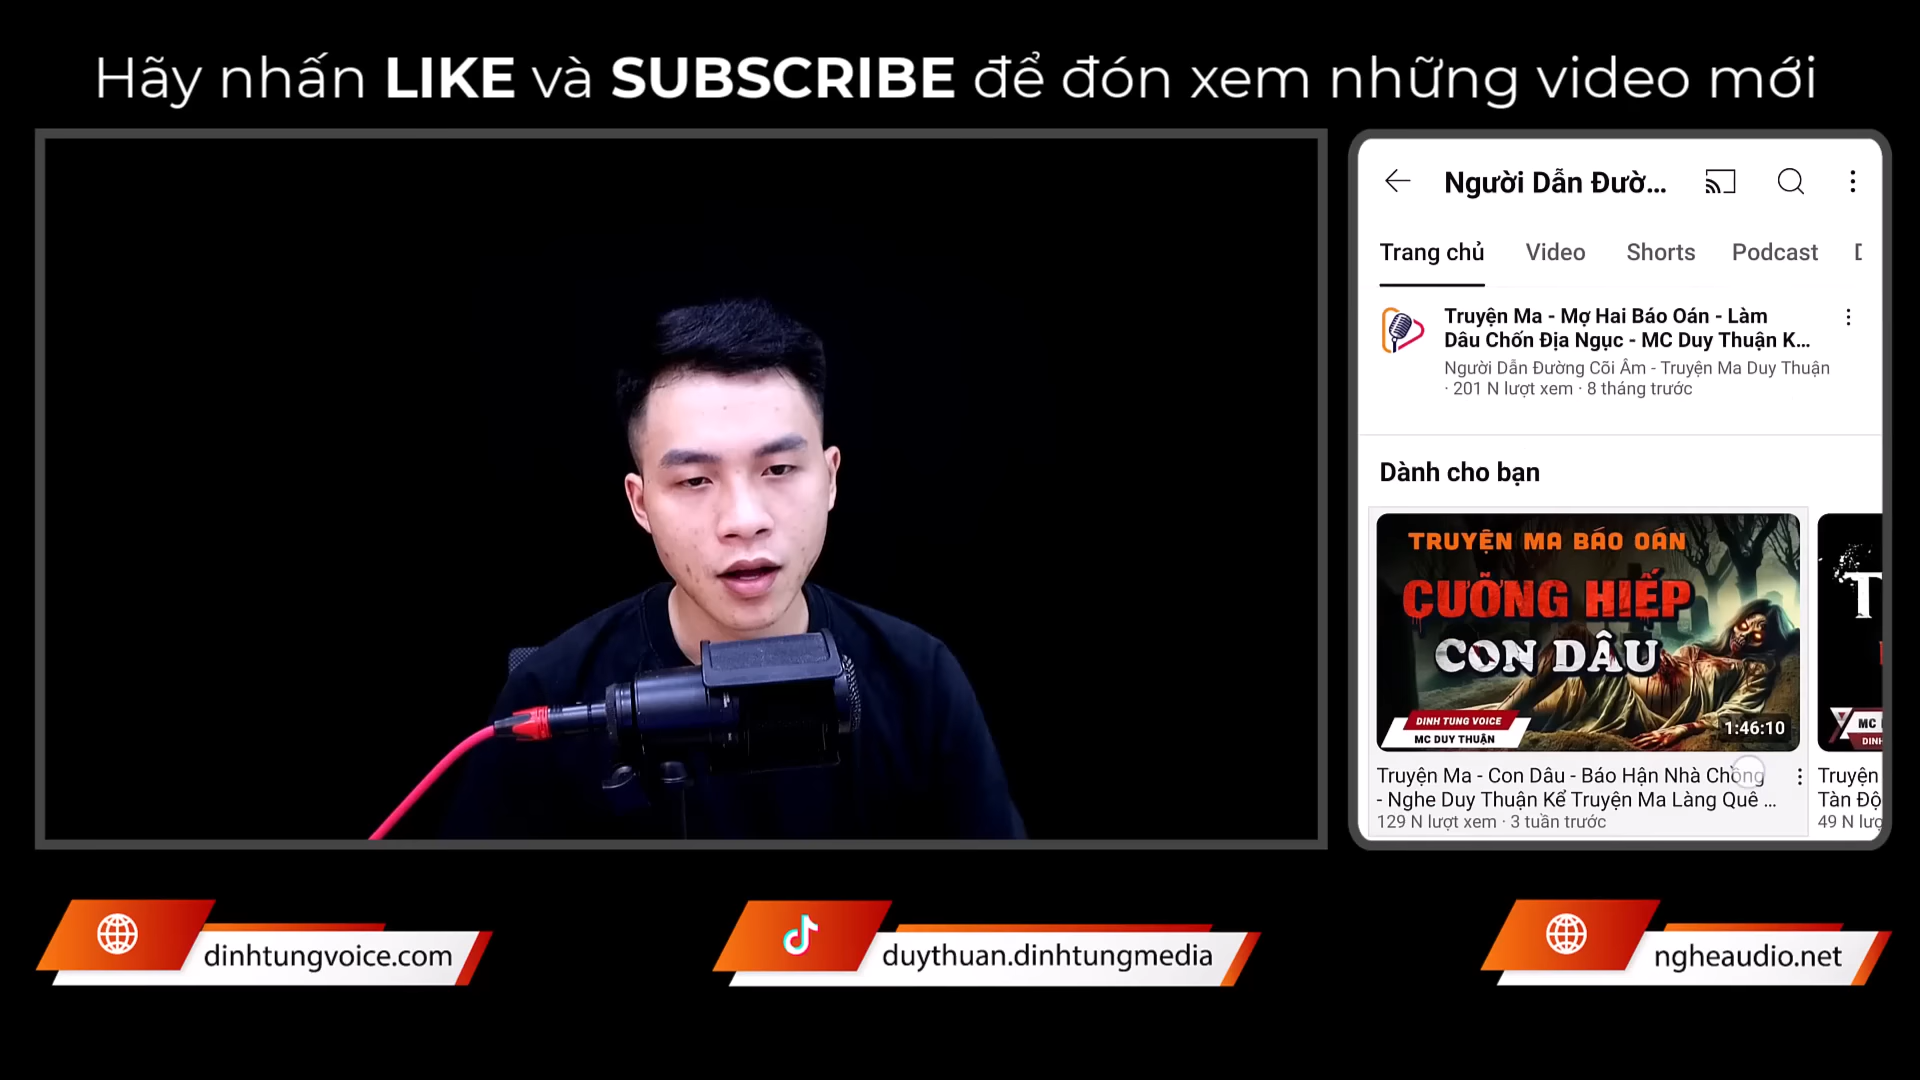 Hãy nhấn LIKE và SUBSCRIBE để đón xem những video mới
Người Dẫn Đườ...
Trang chủ Video Shorts Podcast
Truyện Ma - Mợ Hai Báo Oán - Làm
Dâu Chốn Địa Ngục - MC Duy Thuận K...
Người Dẫn Đường Cõi Âm - Truyện Ma Duy Thuận
· 201 N lượt xem · 8 tháng trước
Dành cho bạn
TRUYỆN MA BÁO OÁN
CƯỠNG HIẾP
CON DÂU
DINH TUNG VOICE
MC DUY THUẬN
1:46:10
MC
DINH
Truyện Ma - Con Dâu - Báo Hận Nhà Chồng
- Nghe Duy Thuận Kể Truyện Ma Làng Quê ...
129 N lượt xem · 3 tuần trước
Truyện
Tàn Độ
49 N lượ
dinhtungvoice.com
duythuan.dinhtungmedia
ngheaudio.net